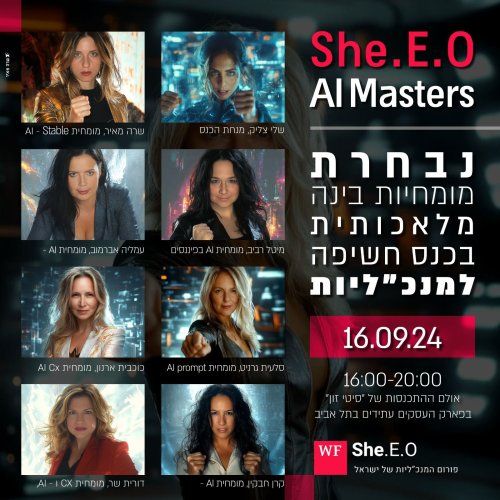 She.E.O
AI Masters
נבחרת
מומחיות בינה
מלאכותית
בכנס חשיפה
למנכ"ליות
16.09.24
16:00-20:00
אולם ההתכנסות של "סיטי זון"
בפארק העסקים עתידים בתל אביב
WF She.E.O
פורום המנכ"ליות של ישראל
שלי צליק, מנחת הכנס
שרה מאיר, מומחית AI - Stable
מיטל רביב, מומחית AI בפיננסים
עמליה אברמוב, מומחית AI -
סלעית גרניט, מומחית AI prompt
כוכבית ארנון, מומחית AI Cx
קרן חבקין, מומחית AI -
דורית שר, מומחית CX ו - AI,